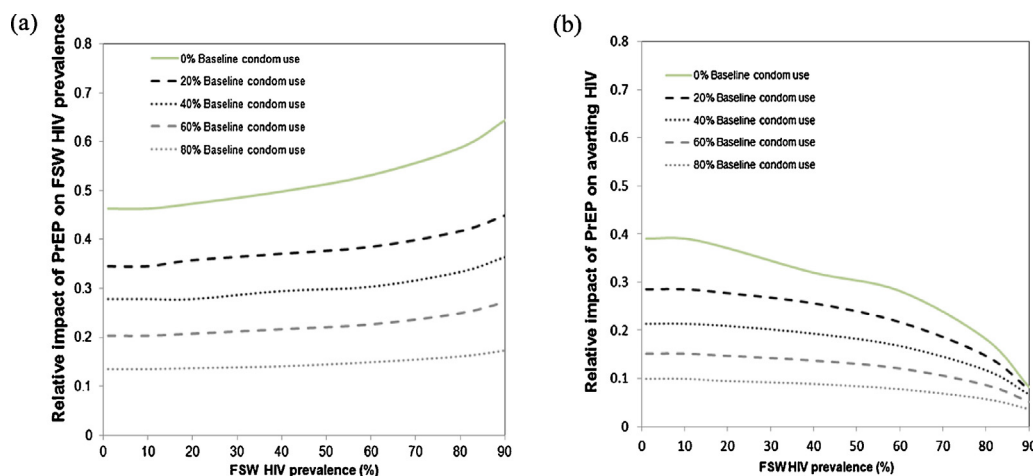 (a)
Relative impact of PrEP on FSW HIV prevalence
0.8
0.7
0.6
0.5
0.4
0.3
0.2
0.1
0
0% Baseline condom use
20% Baseline condom use
40% Baseline condom use
60% Baseline condom use
80% Baseline condom use
0 10 20 30 40 50 60 70 80 90
FSW HIV prevalence (%)
(b)
Relative impact of PrEP on averting HIV
0.8
0.7
0.6
0.5
0.4
0.3
0.2
0.1
0
0% Baseline condom use
20% Baseline condom use
40% Baseline condom use
60% Baseline condom use
80% Baseline condom use
0 10 20 30 40 50 60 70 80 90
FSW HIV prevalence (%)